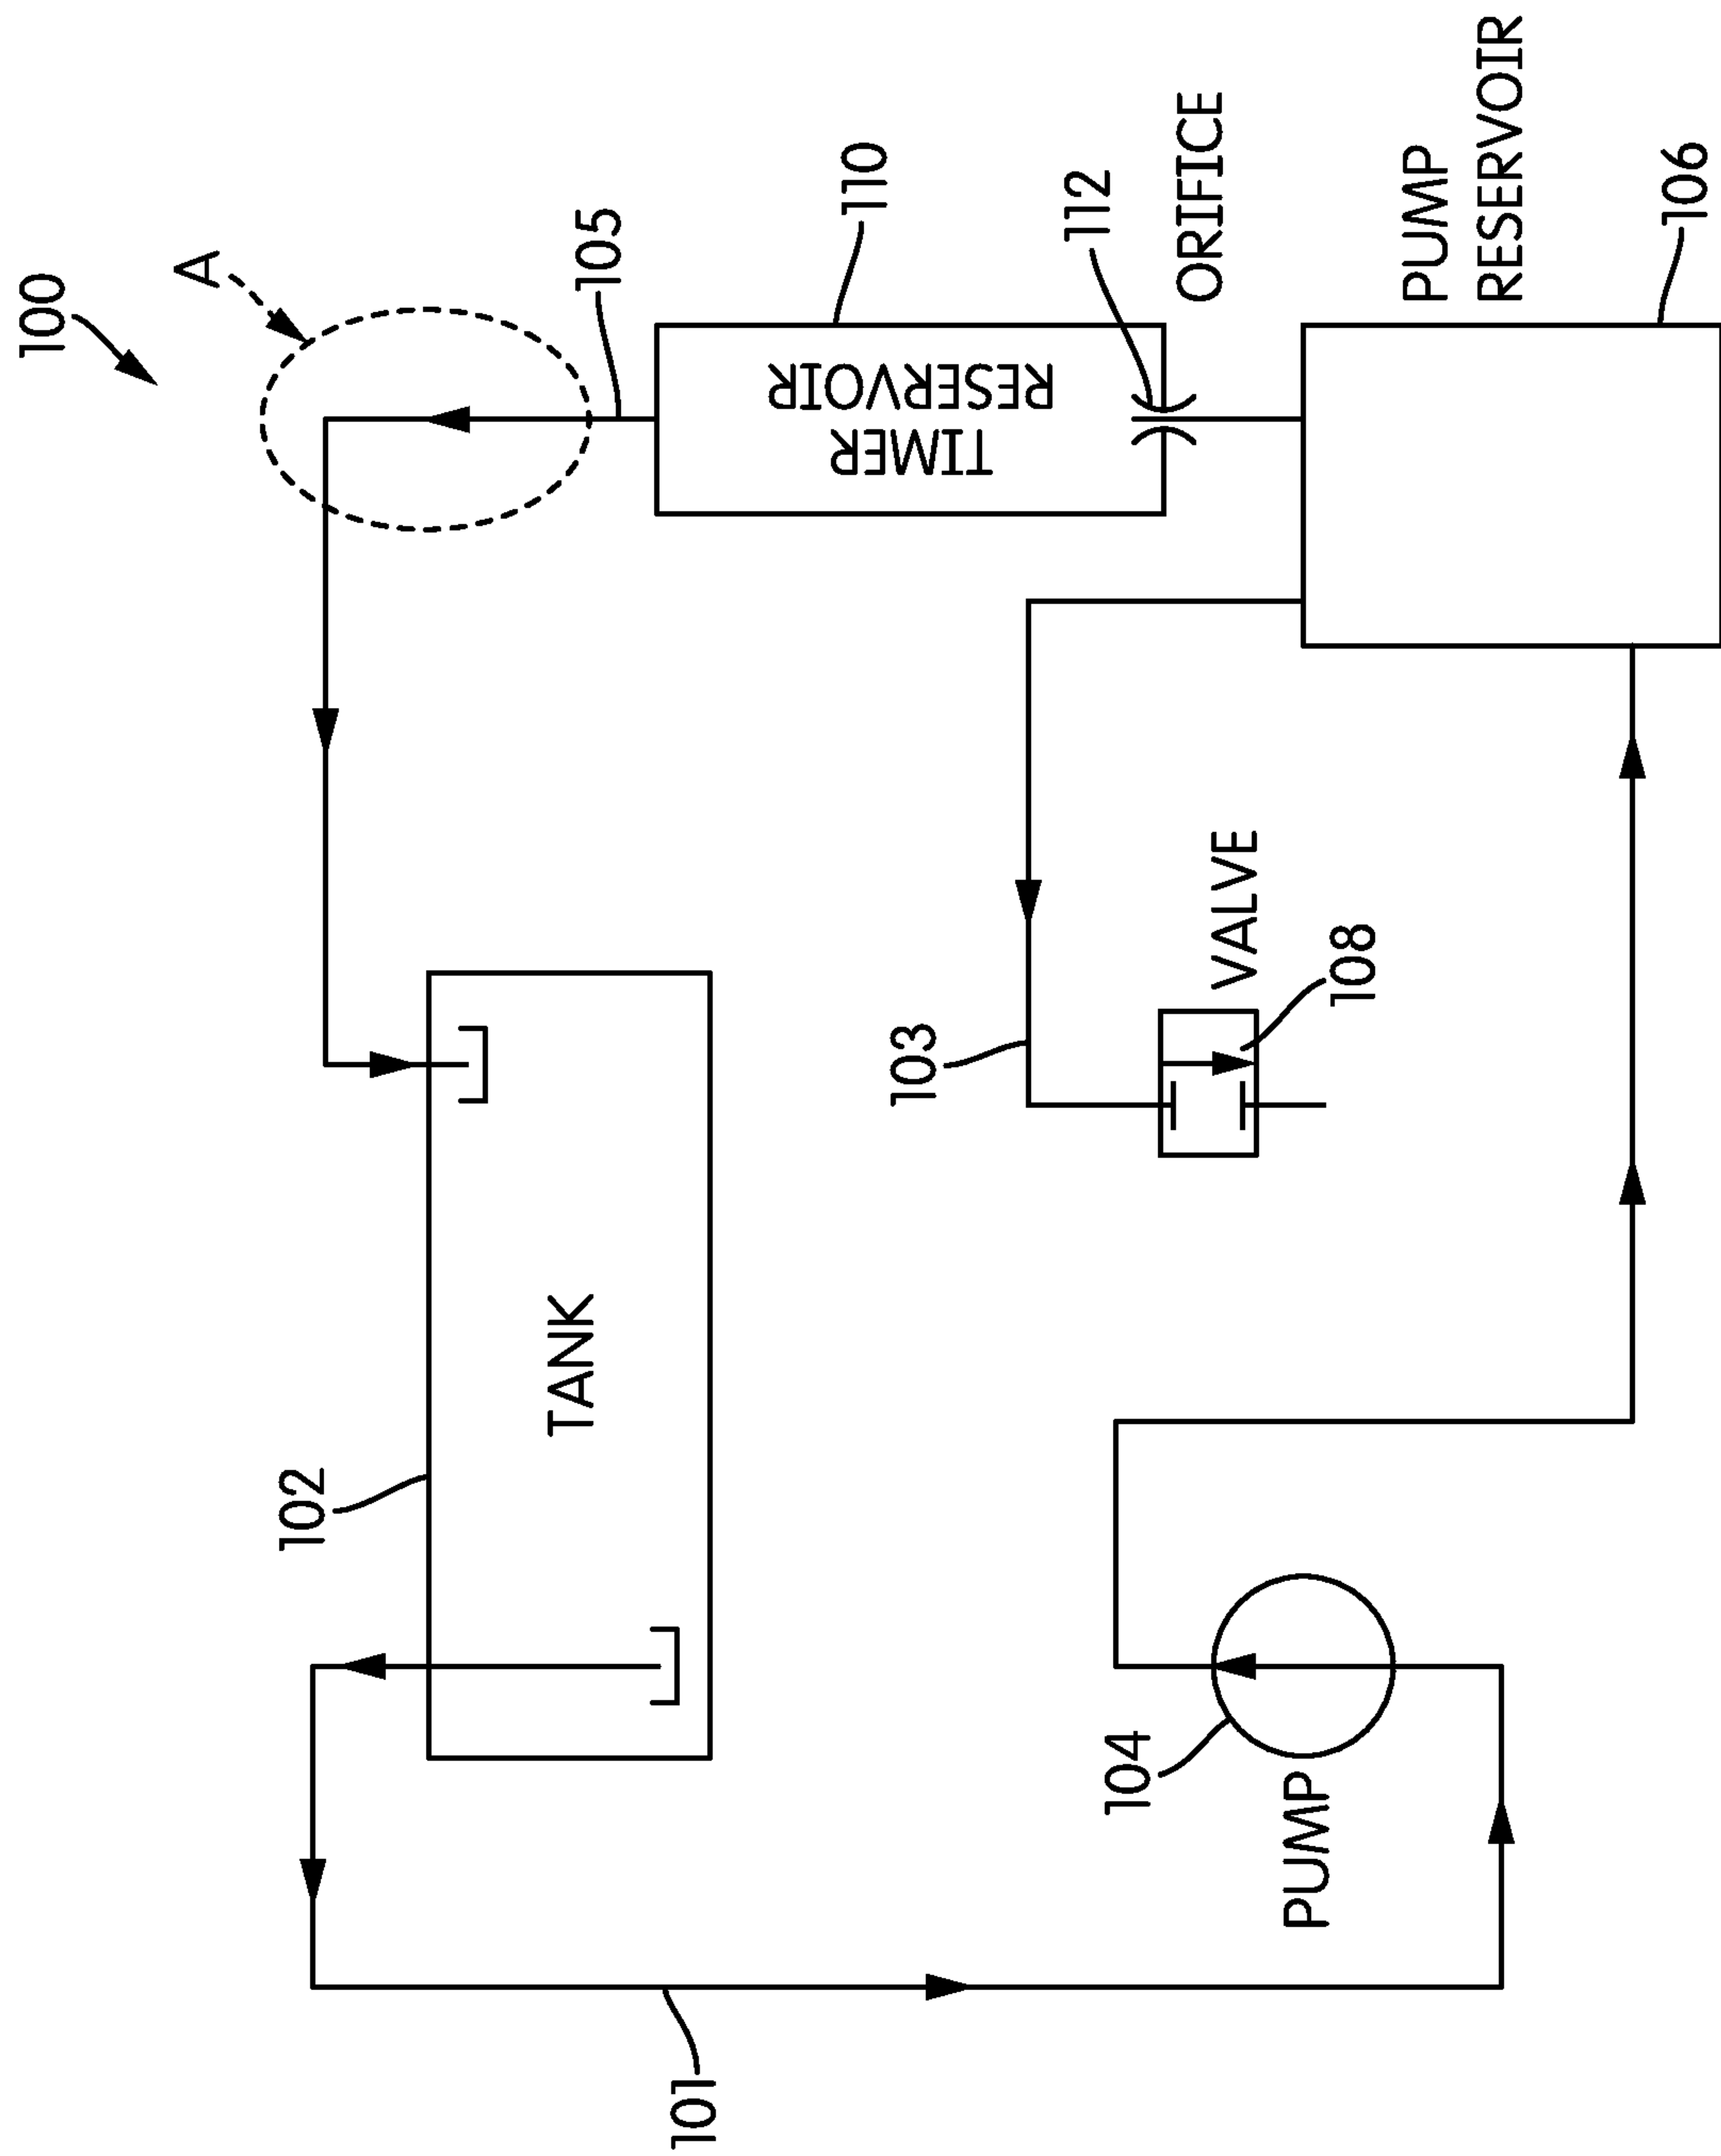 100
A
102
TANK
105
101
110
TIMER
RESERVOIR
103
112
104
ORIFICE
VALVE
PUMP
108
PUMP
RESERVOIR
106